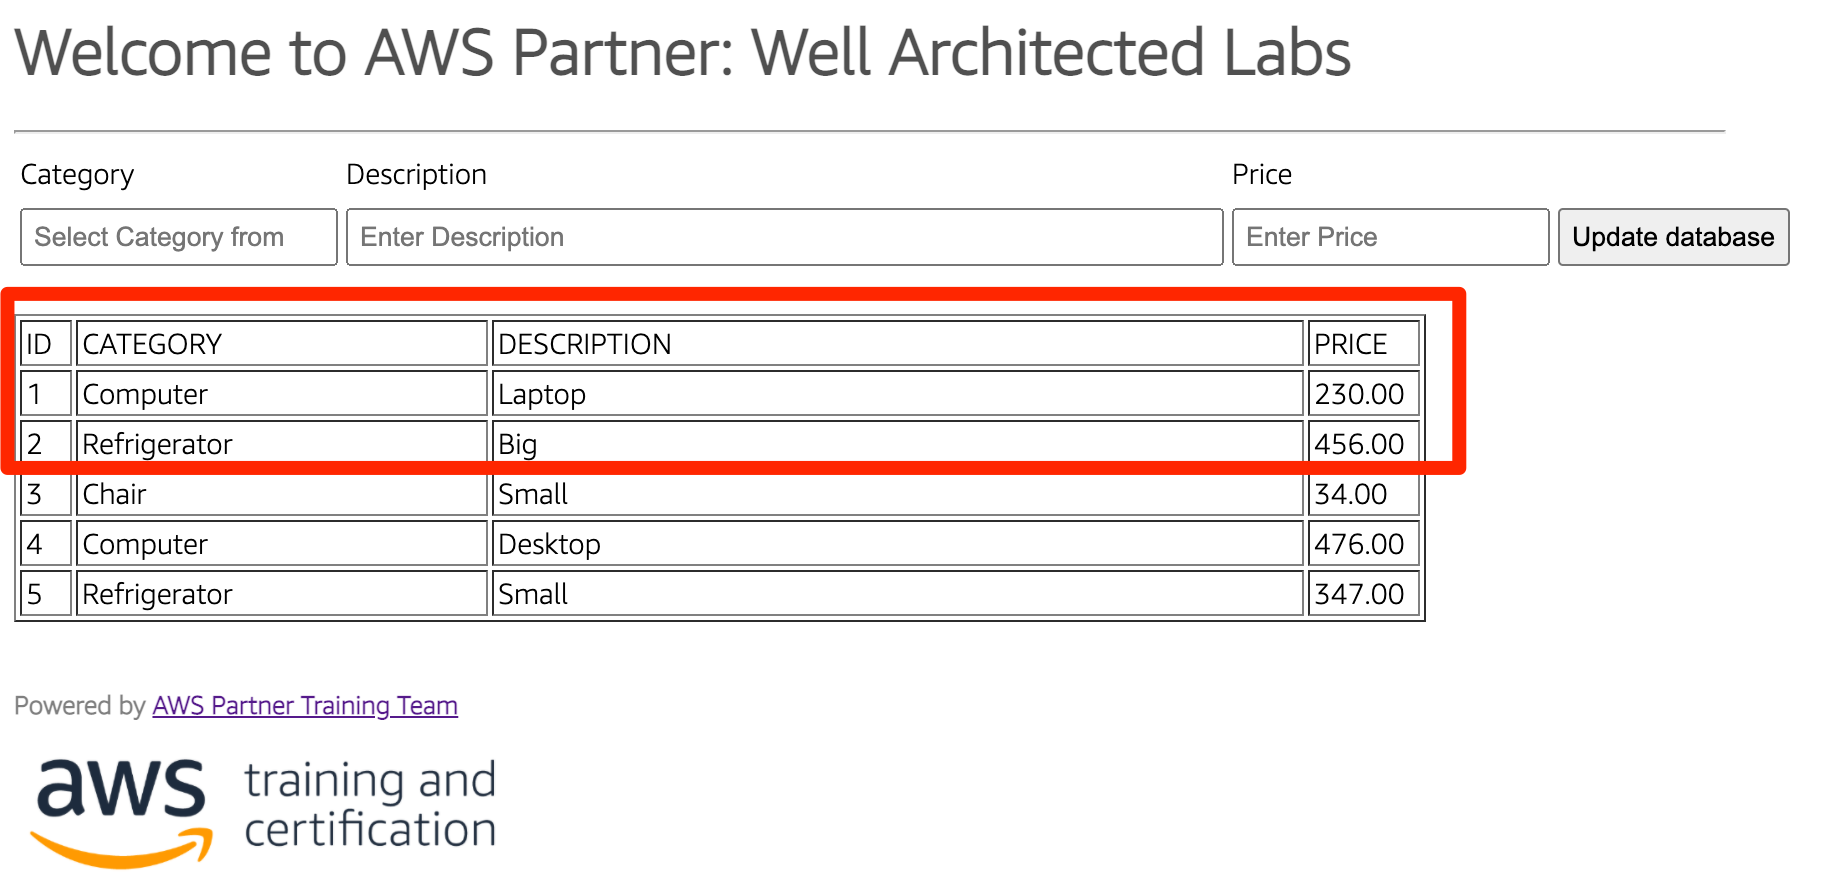 Welcome to AWS Partner: Well Architected Labs
Category Description Price
Select Category from Enter Description Enter Price Update database
ID CATEGORY DESCRIPTION PRICE
1 Computer Laptop 230.00
2 Refrigerator Big 456.00
3 Chair Small 34.00
4 Computer Desktop 476.00
5 Refrigerator Small 347.00
Powered by AWS Partner Training Team
aws training and
certification